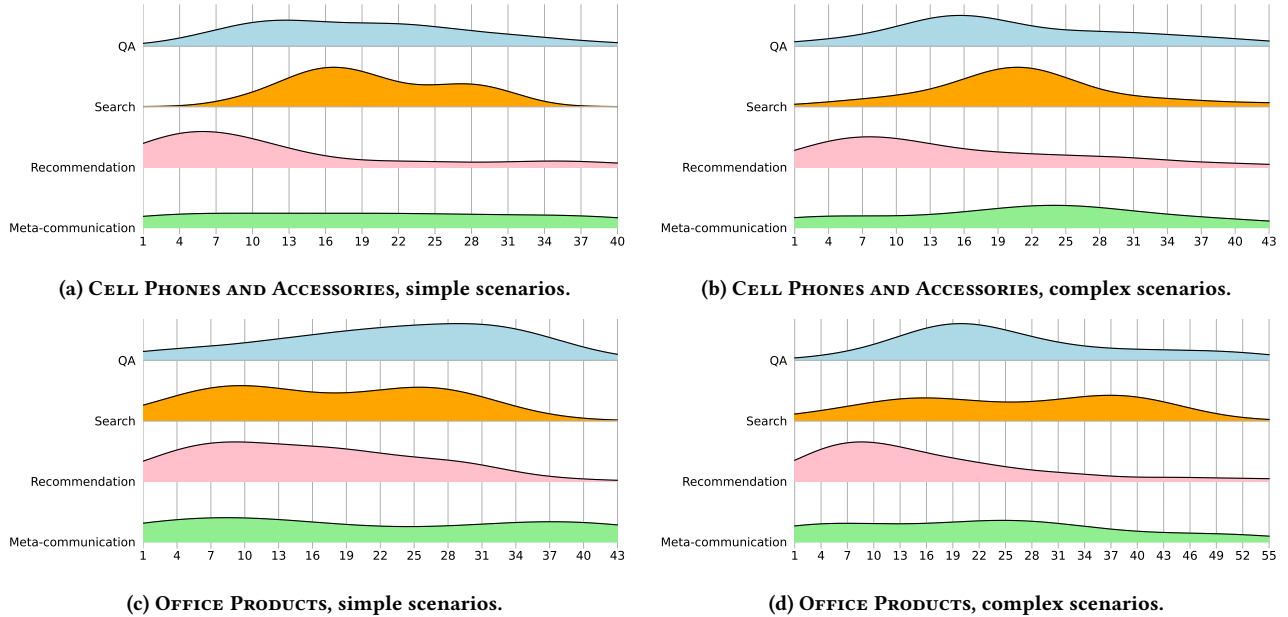 QA
Search
Recommendation
Meta-communication
1 4 7 10 13 16 19 22 25 28 31 34 37 40
(a) Cell Phones and Accessories, simple scenarios.
QA
Search
Recommendation
Meta-communication
1 4 7 10 13 16 19 22 25 28 31 34 37 40 43
(b) Cell Phones and Accessories, complex scenarios.
QA
Search
Recommendation
Meta-communication
1 4 7 10 13 16 19 22 25 28 31 34 37 40 43
(c) Office Products, simple scenarios.
QA
Search
Recommendation
Meta-communication
1 4 7 10 13 16 19 22 25 28 31 34 37 40 43 46 49 52 55
(d) Office Products, complex scenarios.